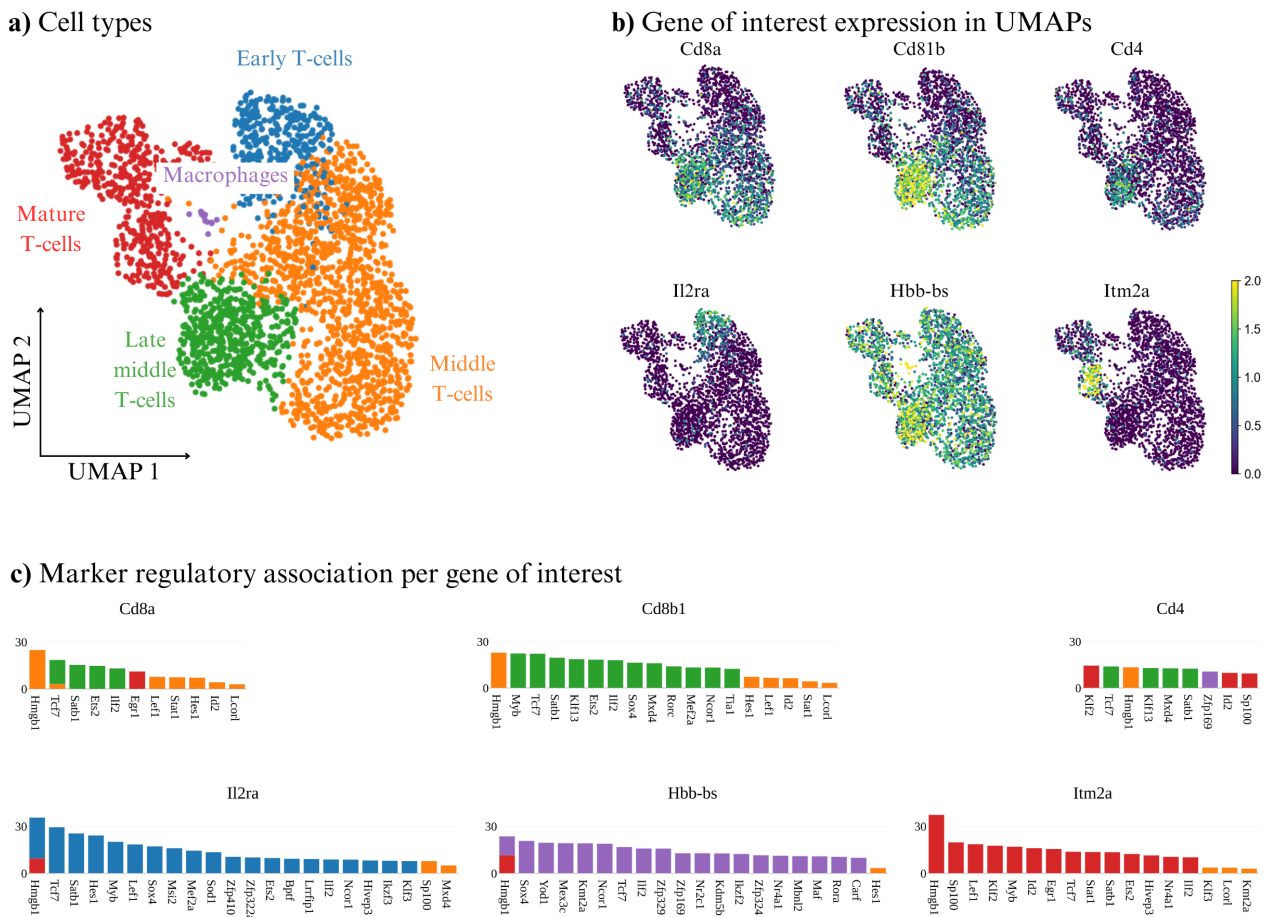 a) Cell types
Early T-cells
Macrophages
Mature
T-cells
Late
middle
T-cells
Middle
T-cells
UMAP 2
UMAP 1
b) Gene of interest expression in UMAPs
Cd8a
Cd81b
Cd4
Il2ra
Hbb-bs
Itm2a
2.0
1.5
1.0
0.5
0.0
c) Marker regulatory association per gene of interest
Cd8a
30
0
Hmgb1
Tcf7
Satb1
Ets2
Ilf2
Egr1
Lef1
Stat1
Hes1
Id2
Lcorl
Cd8b1
30
0
Hmgb1
Myb
Tcf7
Satb1
Klf13
Ets2
Ilf2
Sox4
Mxd4
Rorc
Mef2a
Ncor1
Tia1
Hes1
Lef1
Id2
Stat1
Lcorl
Cd4
30
0
Klf2
Tcf7
Hmgb1
Klf13
Mxd4
Satb1
Zfp169
Id2
Sp100
Il2ra
30
0
Hmgb1
Tcf7
Satb1
Hes1
Myb
Lef1
Sox4
Msi2
Mef2a
Sod1
Zfp410
Zfp322a
Ets2
Bptf
Lrrfip1
Ilf2
Ncor1
Hivep3
Ikzf3
Klf3
Sp100
Mxd4
Hbb-bs
30
0
Hmgb1
Sox4
Yod1
Mex3c
Kmt2a
Ncor1
Tcf7
Ilf2
Zfp329
Zfp169
Nr2c1
Kdm5b
Ikzf2
Zfp324
Nr4a1
Mbnl2
Maf
Rora
Carf
Hes1
Itm2a
30
0
Hmgb1
Sp100
Lef1
Klf2
Myb
Id2
Egr1
Tcf7
Stat1
Satb1
Ets2
Hivep3
Nr4a1
Ilf2
Klf3
Lcorl
Kmt2a